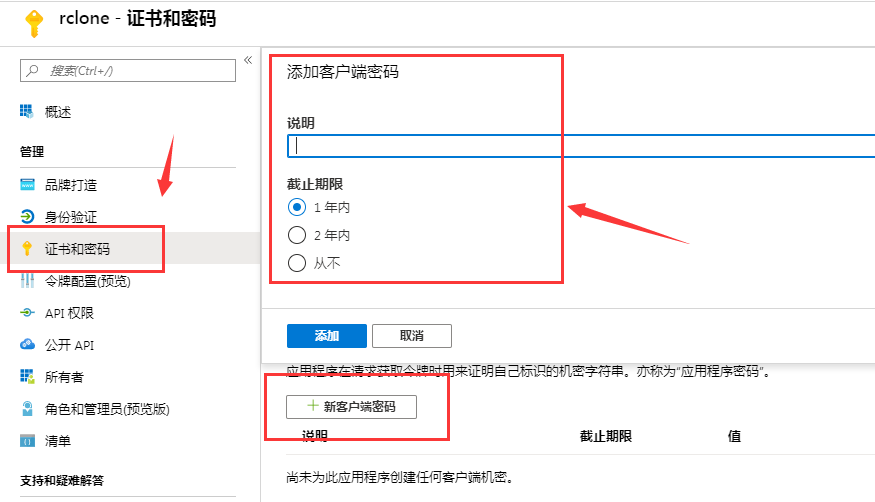 rclone - 证书和密码
搜索(Ctrl+/)
«
概述
管理
品牌打造
身份验证
证书和密码
令牌配置(预览)
API 权限
公开 API
所有者
角色和管理员(预览版)
清单
支持和疑难解答
添加客户端密码
说明
截止期限
1 年内
2 年内
从不
添加 取消
应用程序在请求获取令牌时用来证明自己标识的机密字符串。亦称为“应用程序密码”。
+ 新客户端密码
说明 截止期限 值
尚未为此应用程序创建任何客户端机密。